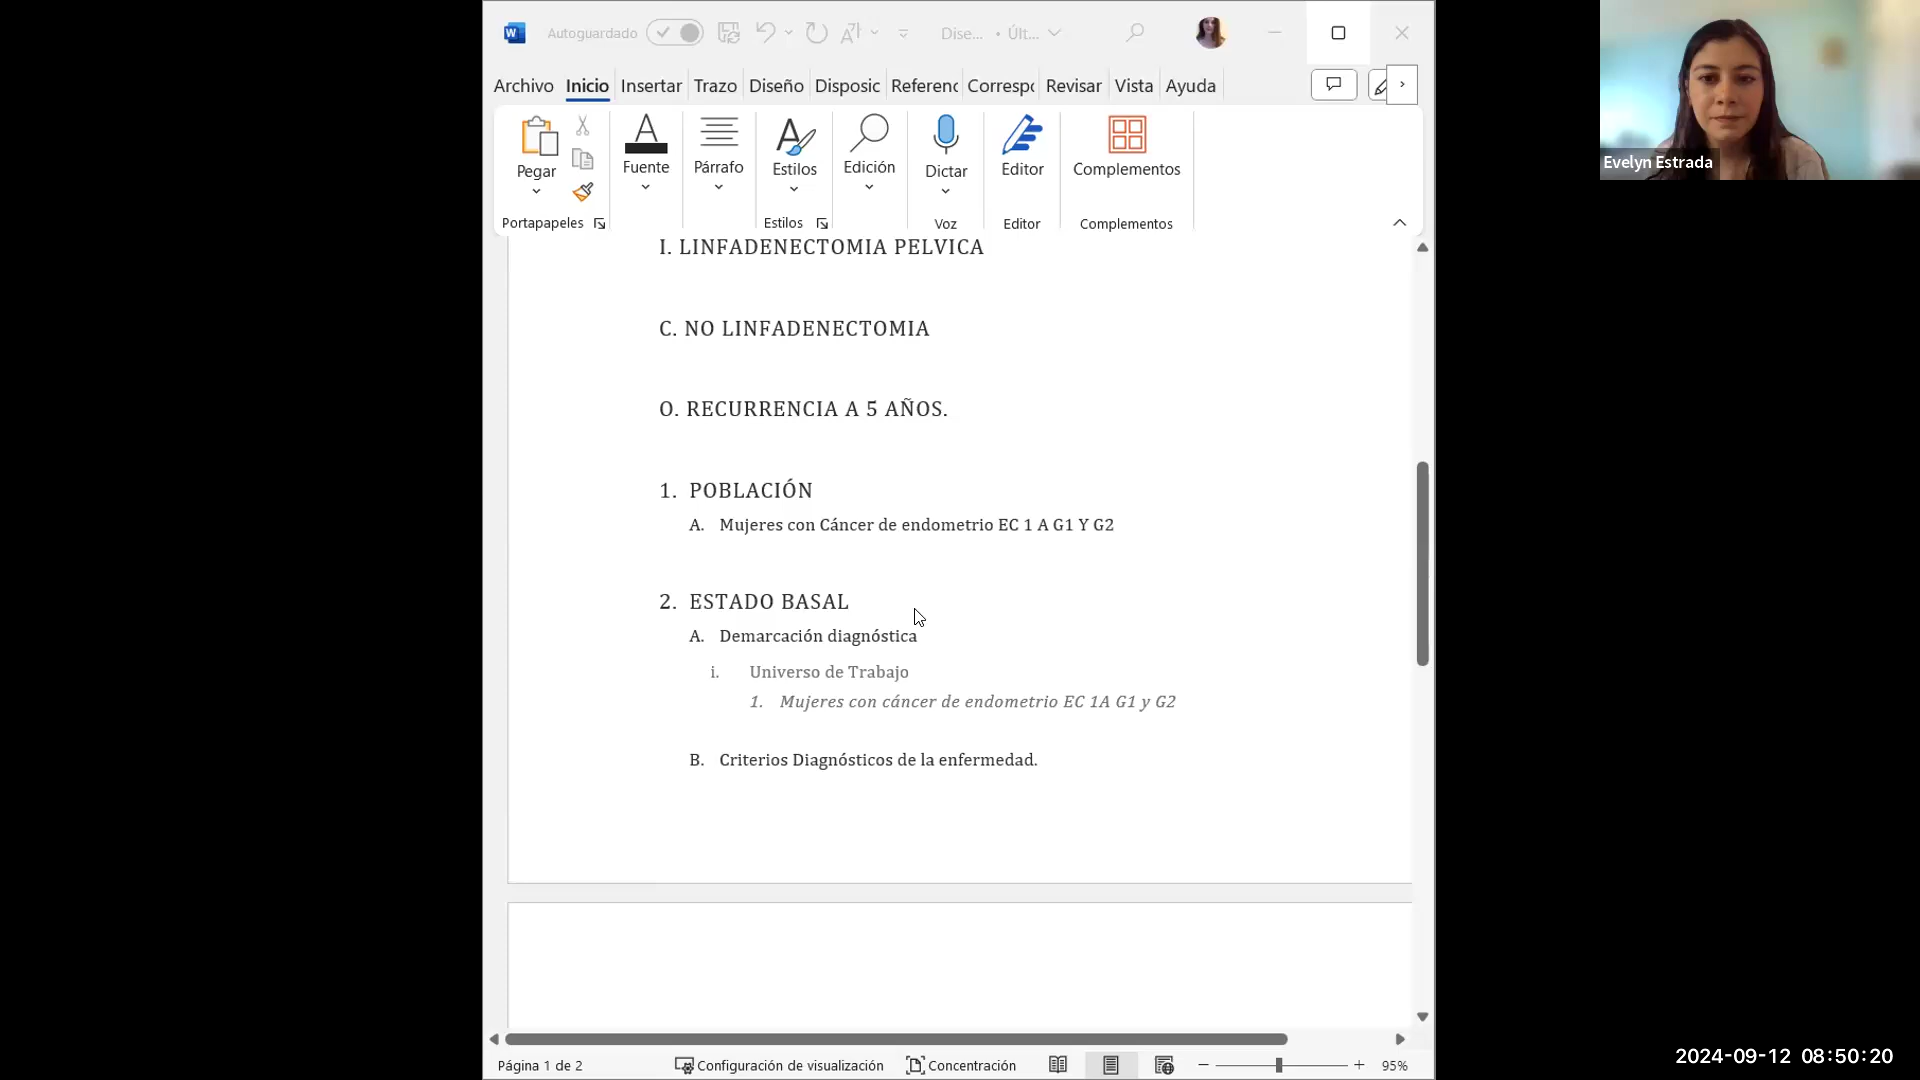 Autoguardado
Dise... • Últ...
Archivo Inicio Insertar Trazo Diseño Disposic Referenc Correspo Revisar Vista Ayuda
Pegar Fuente Párrafo Estilos Edición Dictar Editor Complementos
Portapapeles Estilos Voz Editor Complementos
I. LINFADENECTOMIA PELVICA
C. NO LINFADENECTOMIA
O. RECURRENCIA A 5 AÑOS.
1. POBLACIÓN
A. Mujeres con Cáncer de endometrio EC 1 A G1 Y G2
2. ESTADO BASAL
A. Demarcación diagnóstica
i. Universo de Trabajo
1. Mujeres con cáncer de endometrio EC 1A G1 y G2
B. Criterios Diagnósticos de la enfermedad.
Página 1 de 2 Configuración de visualización Concentración 95%
Evelyn Estrada
2024-09-12 08:50:20